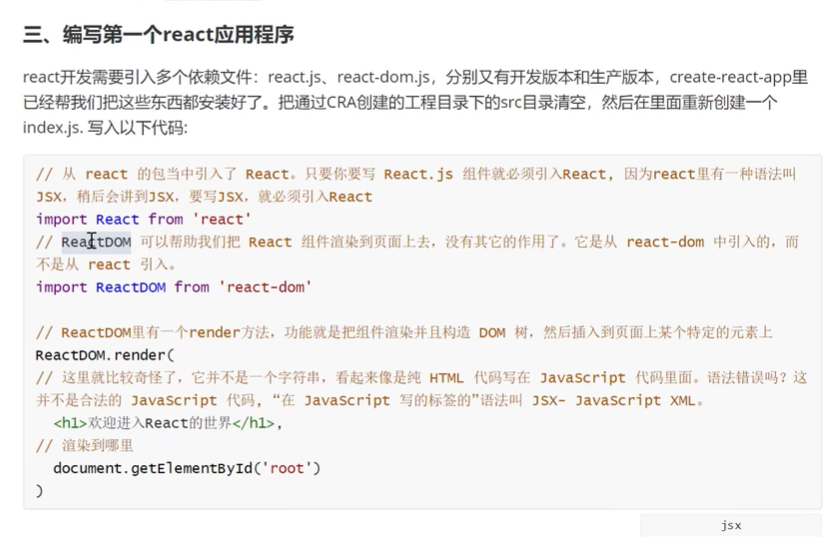 三、编写第一个react应用程序
react开发需要引入多个依赖文件：react.js、react-dom.js，分别又有开发版本和生产版本，create-react-app里
已经帮我们把这些东西都安装好了。把通过CRA创建的工程目录下的src目录清空，然后在里面重新创建一个
index.js. 写入以下代码:
// 从 react 的包当中引入了 React。只要你要写 React.js 组件就必须引入React, 因为react里有一种语法叫
JSX，稍后会讲到JSX，要写JSX，就必须引入React
import React from 'react'
// ReactDOM 可以帮助我们把 React 组件渲染到页面上去，没有其它的作用了。它是从 react-dom 中引入的，而
不是从 react 引入。
import ReactDOM from 'react-dom'
// ReactDOM里有一个render方法，功能就是把组件渲染并且构造 DOM 树，然后插入到页面上某个特定的元素上
ReactDOM.render(
// 这里就比较奇怪了，它并不是一个字符串，看起来像是纯 HTML 代码写在 JavaScript 代码里面。语法错误吗？这
并不是合法的 JavaScript 代码, “在 JavaScript 写的标签的”语法叫 JSX- JavaScript XML。
<h1>欢迎进入React的世界</h1>,
// 渲染到哪里
document.getElementById('root')
)
jsx